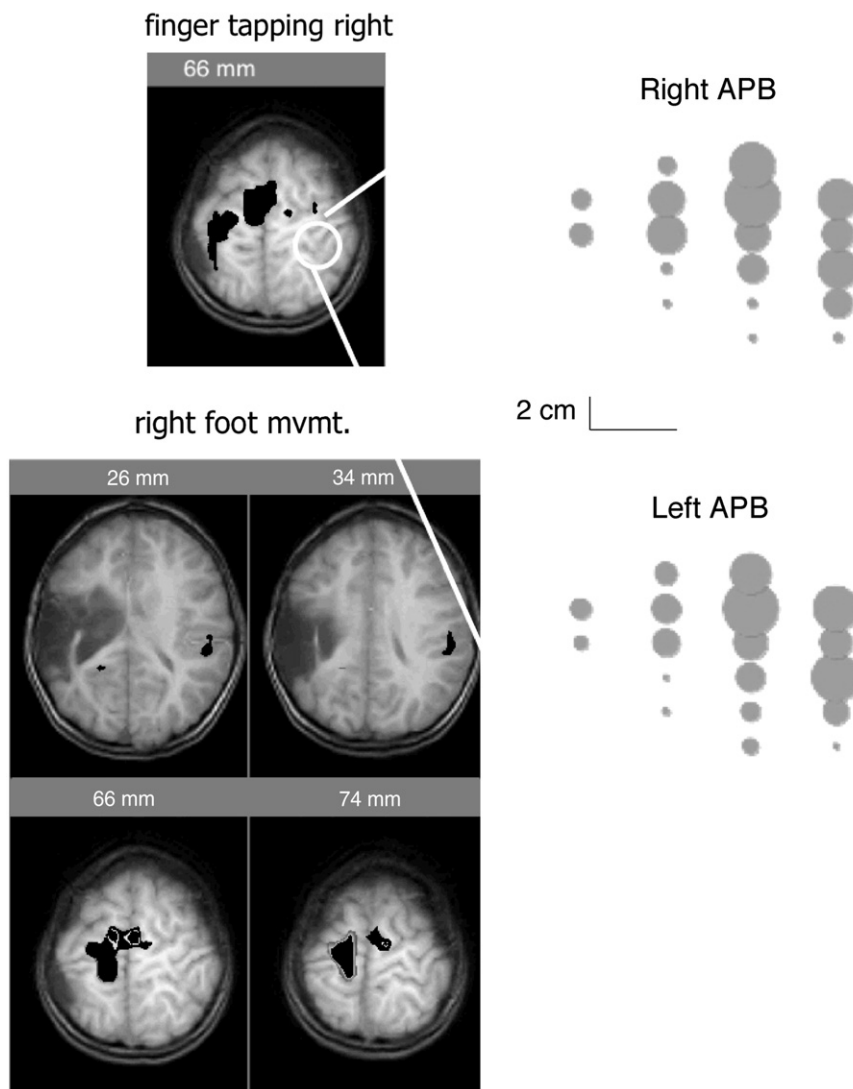 finger tapping right
66 mm
Right APB
2 cm
right foot mvmt.
26 mm
34 mm
Left APB
66 mm
74 mm